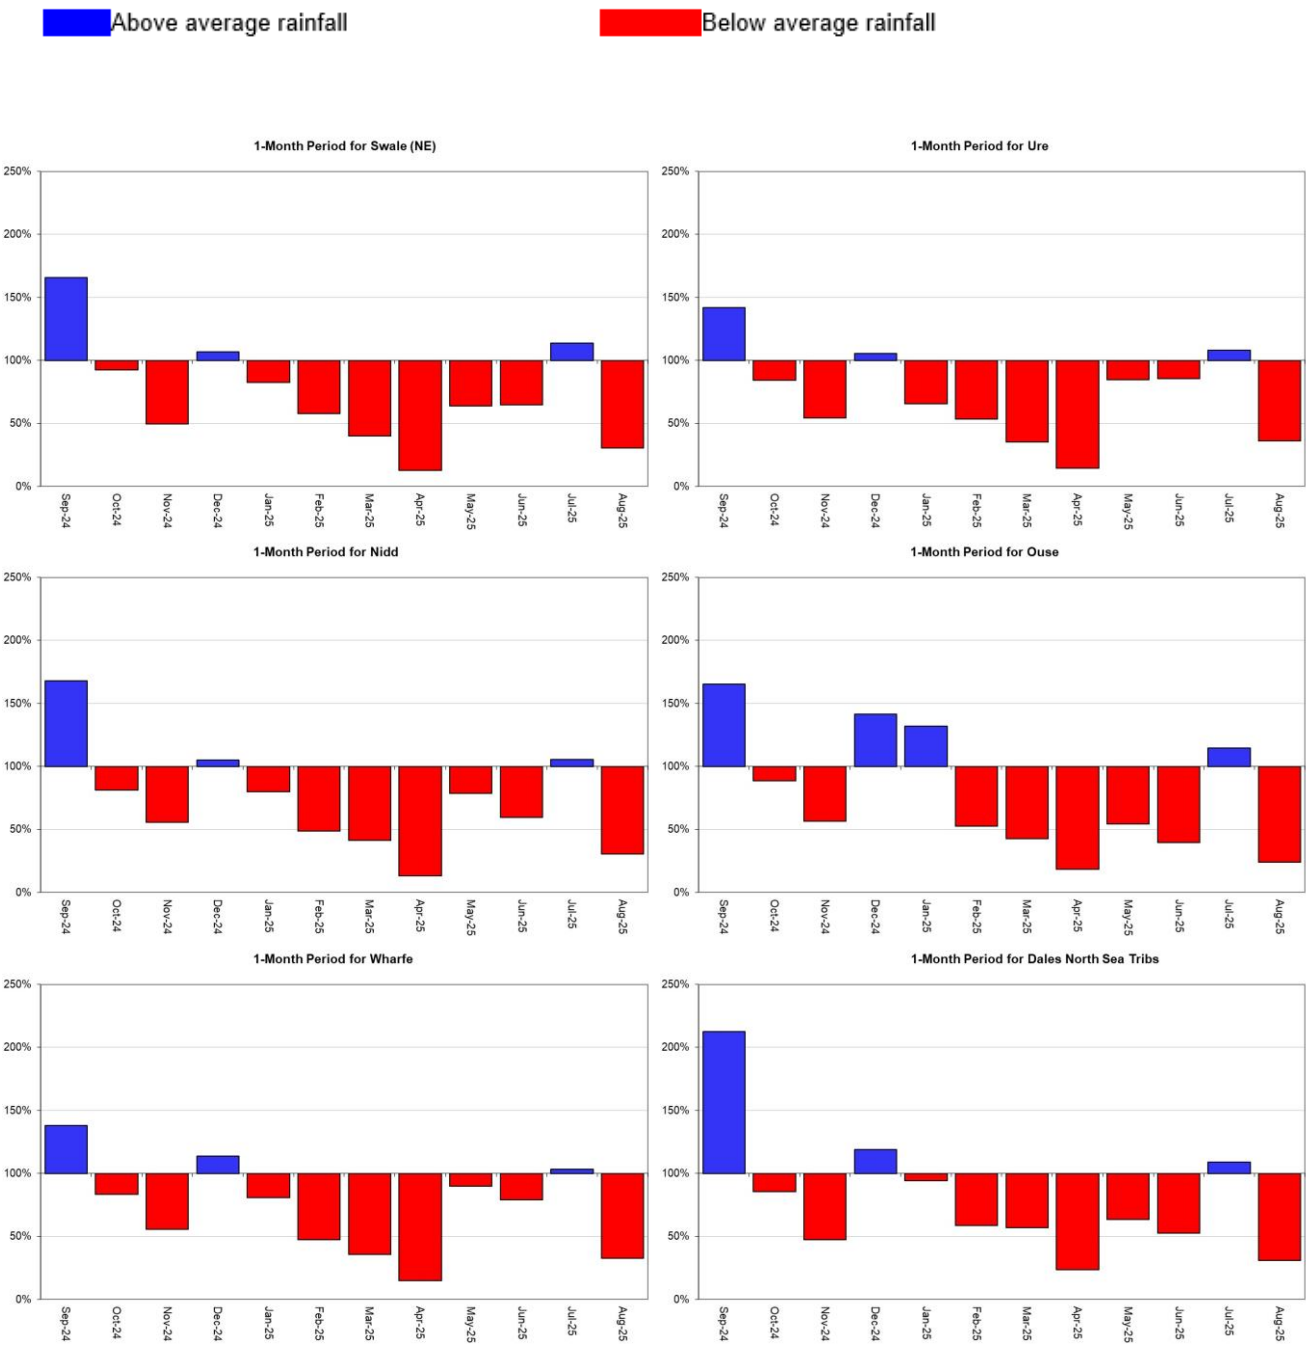 Above average rainfall Below average rainfall
1-Month Period for Swale (NE)
250%
200%
150%
100%
50%
0%
Sep-24 Oct-24 Nov-24 Dec-24 Jan-25 Feb-25 Mar-25 Apr-25 May-25 Jun-25 Jul-25 Aug-25
1-Month Period for Ure
250%
200%
150%
100%
50%
0%
Sep-24 Oct-24 Nov-24 Dec-24 Jan-25 Feb-25 Mar-25 Apr-25 May-25 Jun-25 Jul-25 Aug-25
1-Month Period for Nidd
250%
200%
150%
100%
50%
0%
Sep-24 Oct-24 Nov-24 Dec-24 Jan-25 Feb-25 Mar-25 Apr-25 May-25 Jun-25 Jul-25 Aug-25
1-Month Period for Ouse
250%
200%
150%
100%
50%
0%
Sep-24 Oct-24 Nov-24 Dec-24 Jan-25 Feb-25 Mar-25 Apr-25 May-25 Jun-25 Jul-25 Aug-25
1-Month Period for Wharfe
250%
200%
150%
100%
50%
0%
Sep-24 Oct-24 Nov-24 Dec-24 Jan-25 Feb-25 Mar-25 Apr-25 May-25 Jun-25 Jul-25 Aug-25
1-Month Period for Dales North Sea Tribs
250%
200%
150%
100%
50%
0%
Sep-24 Oct-24 Nov-24 Dec-24 Jan-25 Feb-25 Mar-25 Apr-25 May-25 Jun-25 Jul-25 Aug-25